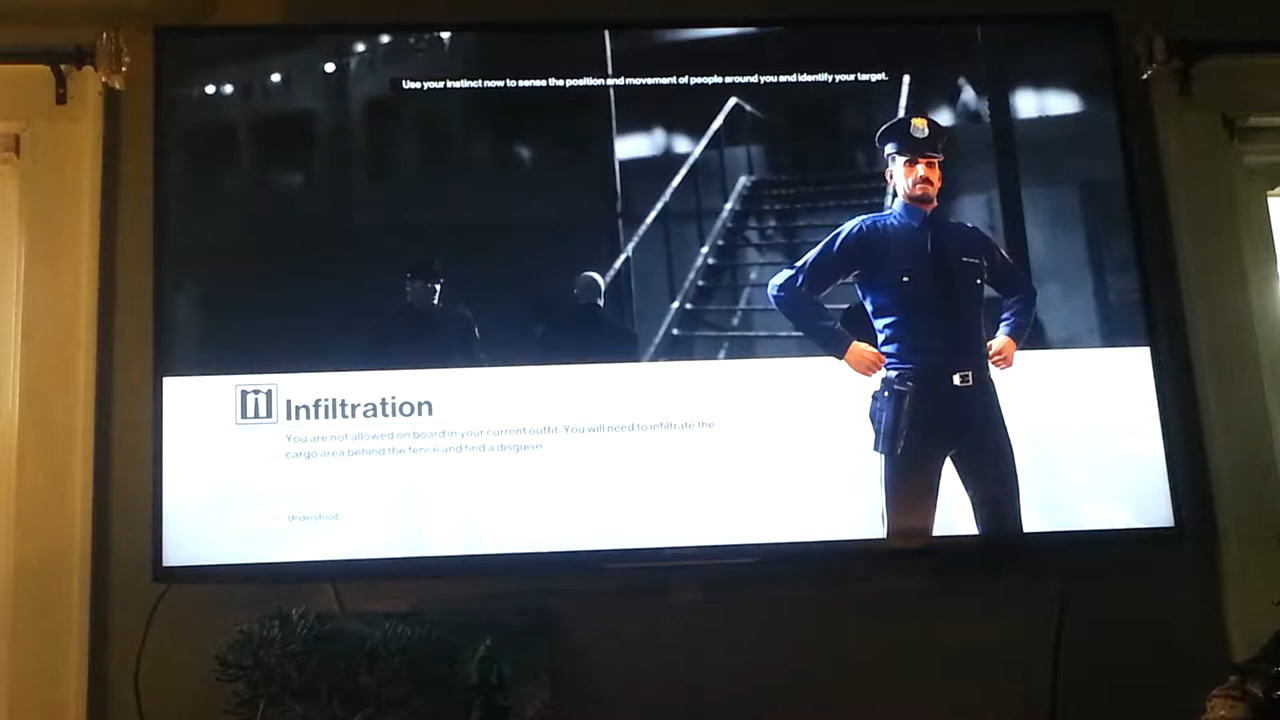 Use your instinct now to sense the position and movement of people around you and identify your target.
Infiltration
You are not allowed on board in your current outfit. You will need to infiltrate the
cargo area behind the fence and find a disguise.
Understood